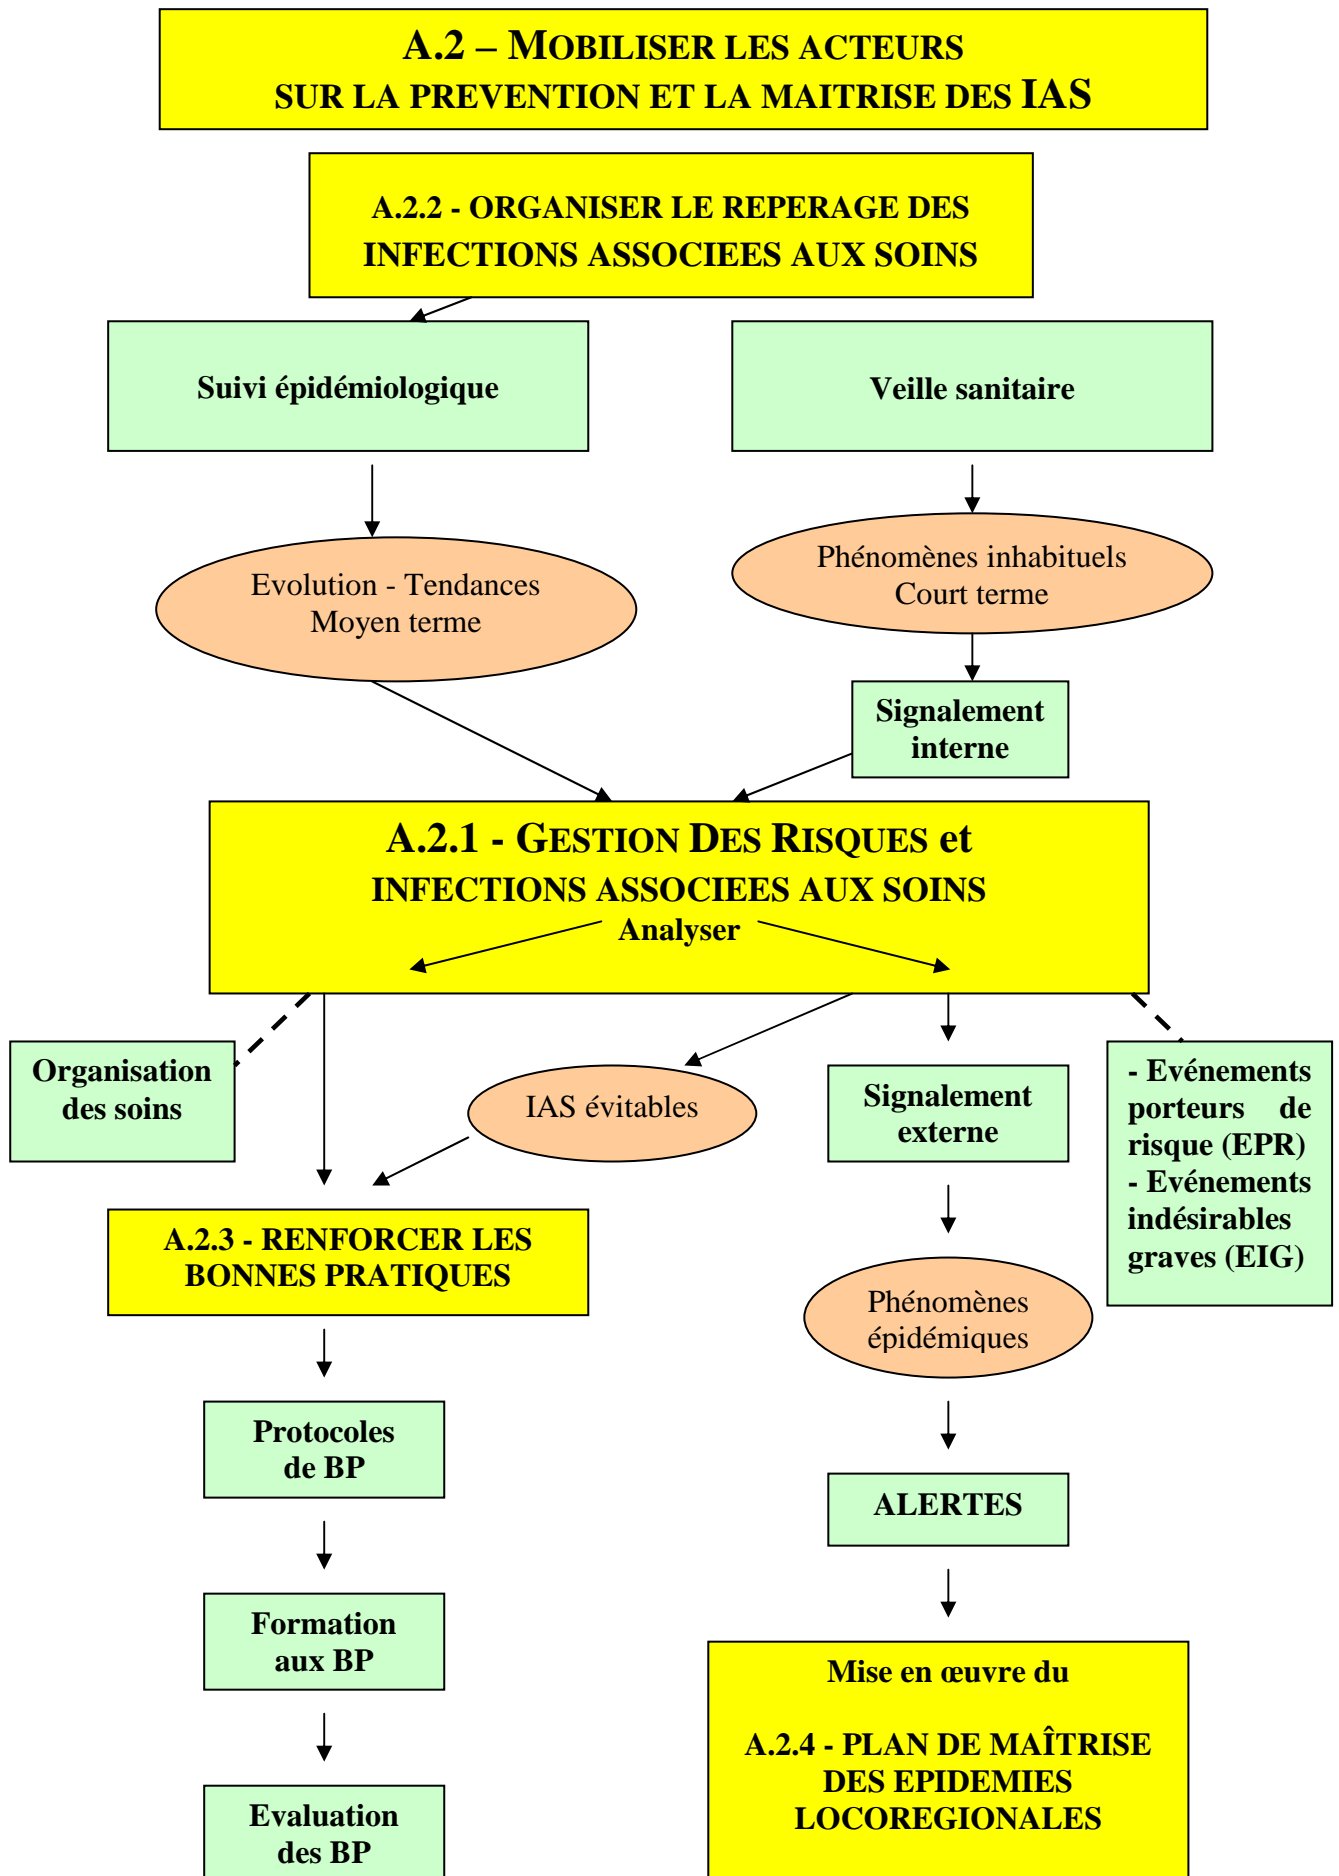 A.2 – MOBILISER LES ACTEURS
SUR LA PREVENTION ET LA MAITRISE DES IAS
A.2.2 - ORGANISER LE REPERAGE DES
INFECTIONS ASSOCIEES AUX SOINS
Suivi épidémiologique
Veille sanitaire
Evolution - Tendances
Moyen terme
Phénomènes inhabituels
Court terme
Signalement
interne
A.2.1 - GESTION DES RISQUES et
INFECTIONS ASSOCIEES AUX SOINS
Analyser
Organisation
des soins
IAS évitables
Signalement
externe
- Evénements
porteurs de
risque (EPR)
- Evénements
indésirables
graves (EIG)
A.2.3 - RENFORCER LES
BONNES PRATIQUES
Phénomènes
épidémiques
Protocoles
de BP
ALERTES
Formation
aux BP
Mise en œuvre du
A.2.4 - PLAN DE MAÎTRISE
DES EPIDEMIES
LOCOREGIONALES
Evaluation
des BP